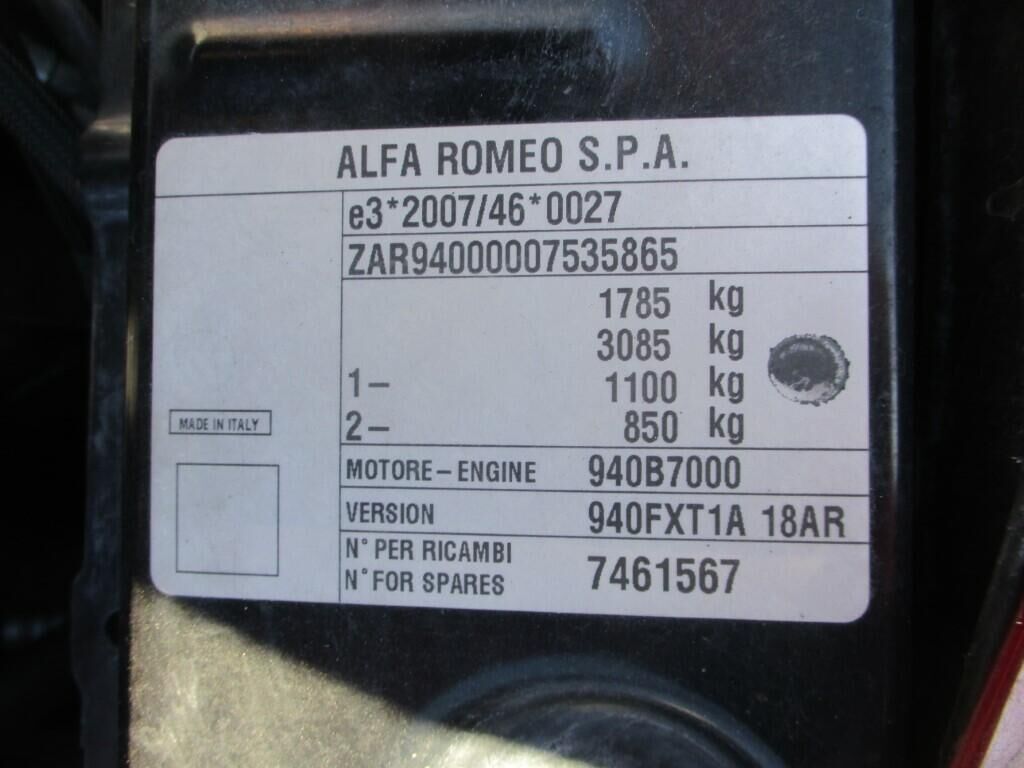 ALFA ROMEO S.P.A.
e3*2007/46*0027
ZAR94000007535865
1785 kg
3085 kg
1– 1100 kg
2– 850 kg
MADE IN ITALY
MOTORE–ENGINE 940B7000
VERSION 940FXT1A 18AR
N° PER RICAMBI
N° FOR SPARES 7461567